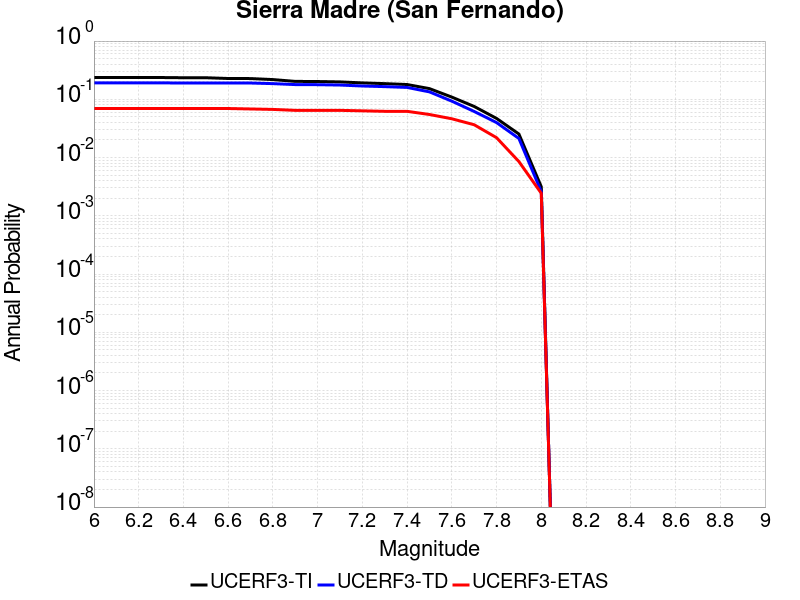 Sierra Madre (San Fernando)
Annual Probability
10^0
10^-1
10^-2
10^-3
10^-4
10^-5
10^-6
10^-7
10^-8
6 6.2 6.4 6.6 6.8 7 7.2 7.4 7.6 7.8 8 8.2 8.4 8.6 8.8 9
Magnitude
UCERF3-TI UCERF3-TD UCERF3-ETAS